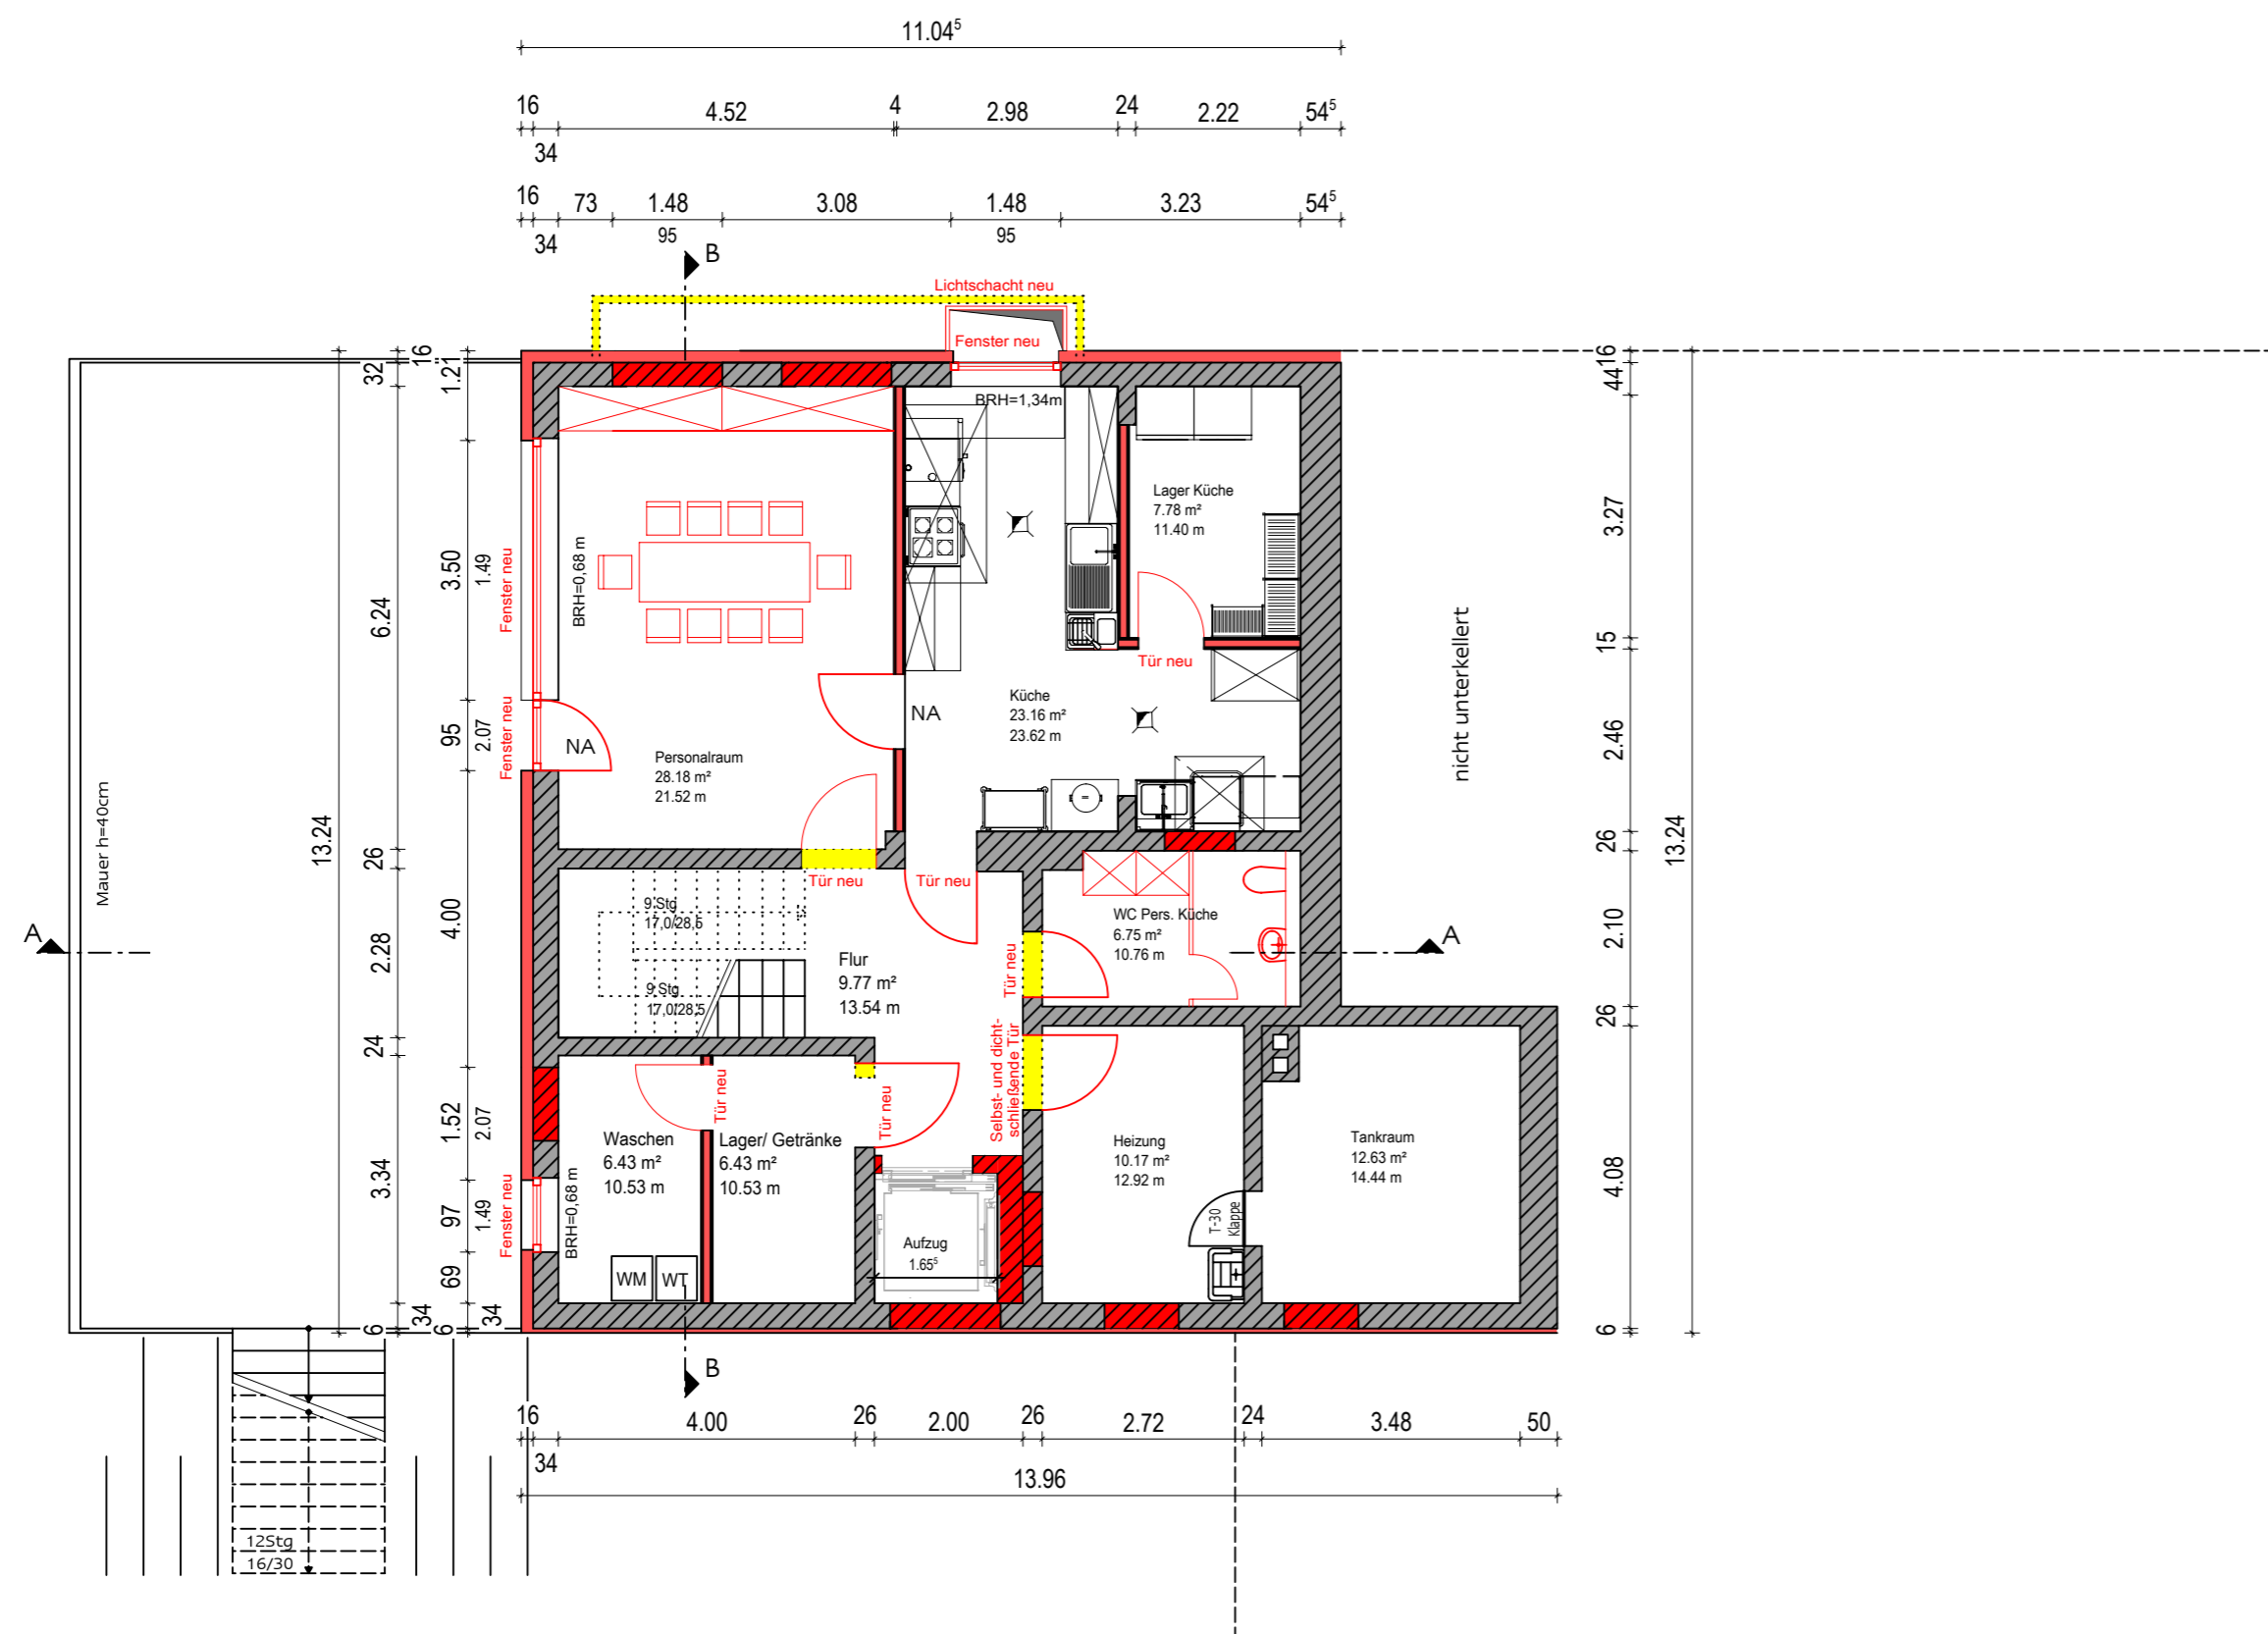 11.04⁵
16 4.52 4 2.98 24 2.22 54⁵
34
16 73 1.48 3.08 1.48 3.23 54⁵
34 95 95
B
Lichtschacht neu
Fenster neu
BRH=1,34m
16
32
6.24
26
2.28
24
3.34
34
6
13.24
1.21
3.50
1.49
95
2.07
4.00
1.52
2.07
97
1.49
69
34
6
Mauer h=40cm
Fenster neu
BRH=0,68 m
Fenster neu
NA
NA
Personalraum
28.18 m²
21.52 m
Küche
23.16 m²
23.62 m
Lager Küche
7.78 m²
11.40 m
Tür neu
nicht unterkellert
16
44
3.27
15
2.46
26
2.10
26
4.08
6
13.24
Tür neu
Tür neu
9 Stg
17,0/28,5
9 Stg
17,0/28,5
Flur
9.77 m²
13.54 m
WC Pers. Küche
6.75 m²
10.76 m
Tür neu
A
A
Selbst- und dicht-
schließende Tür
Tür neu
Tür neu
Waschen
6.43 m²
10.53 m
Lager/ Getränke
6.43 m²
10.53 m
Fenster neu
BRH=0,68 m
WM
WT
Aufzug
1.65⁵
Heizung
10.17 m²
12.92 m
T-30
Klappe
Tankraum
12.63 m²
14.44 m
B
16 4.00 26 2.00 26 2.72 24 3.48 50
34
13.96
12Stg
16/30